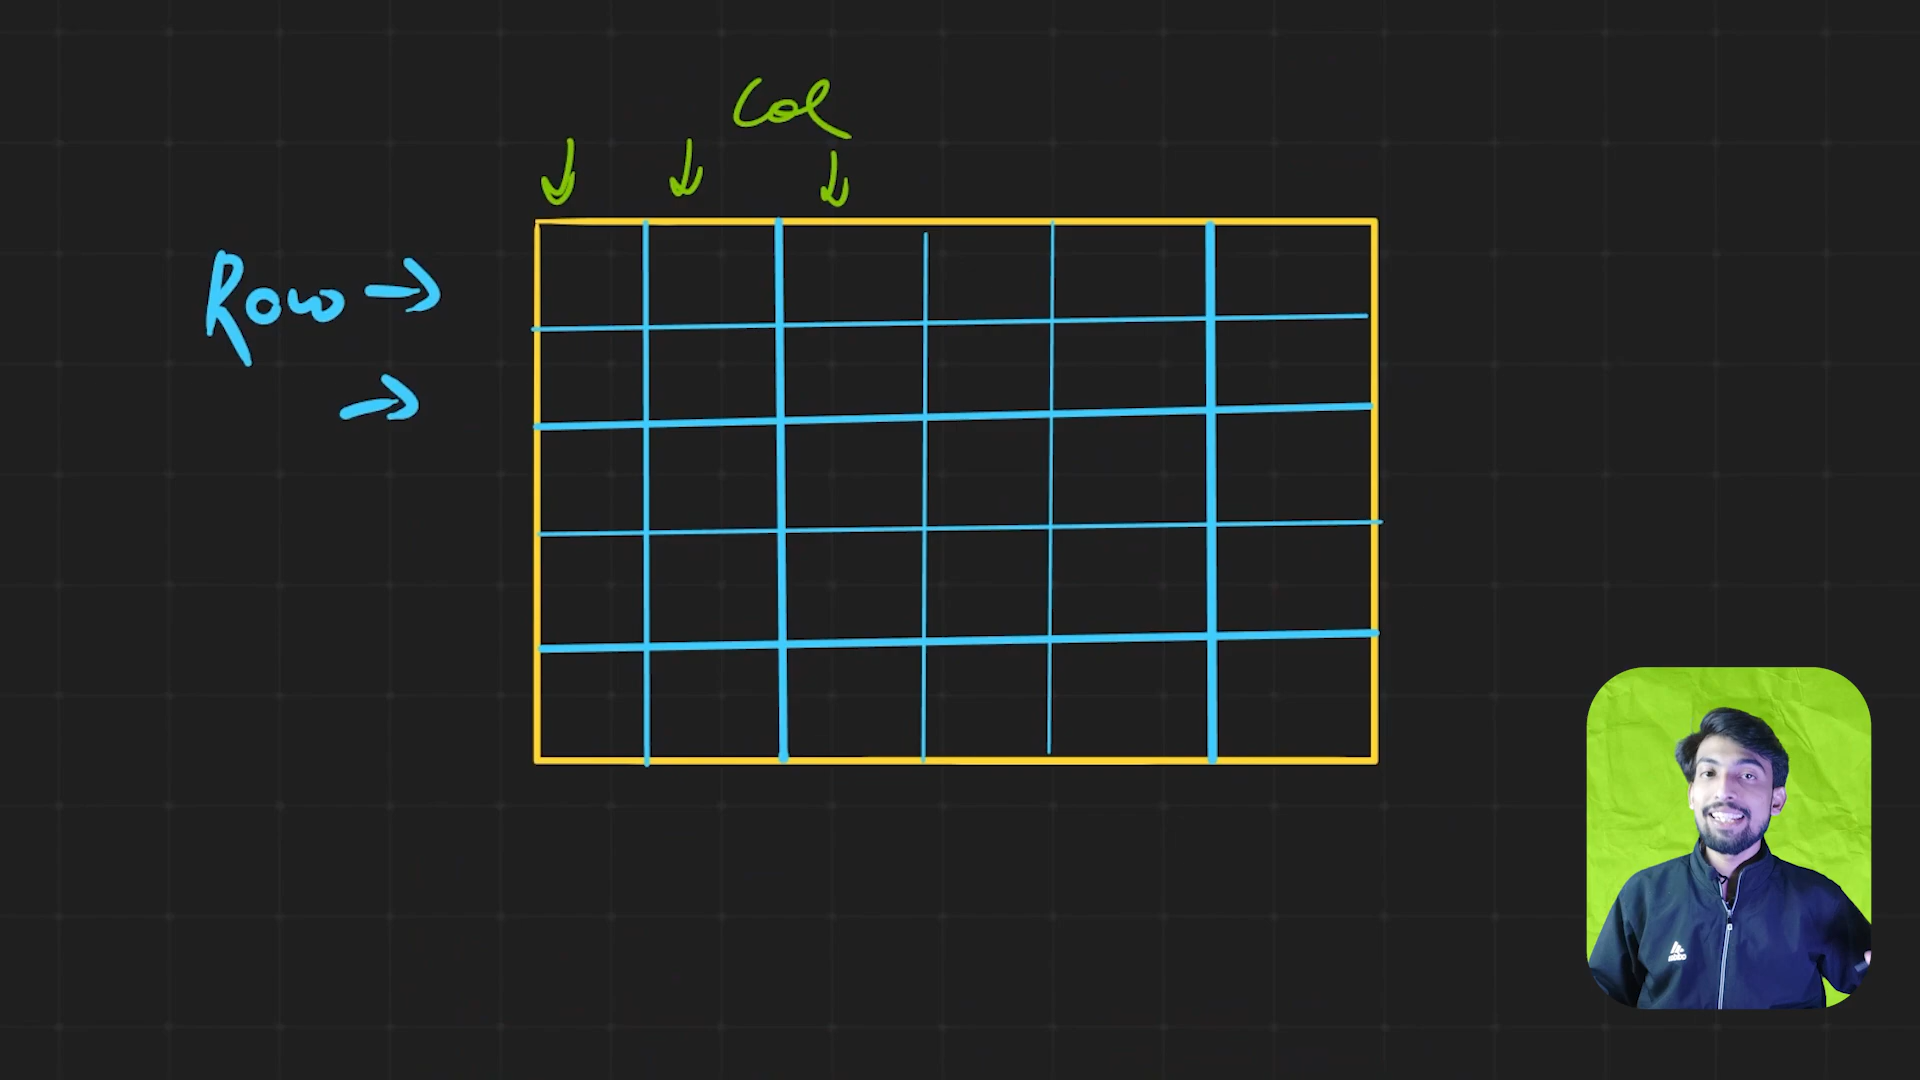 Col
Row →
→